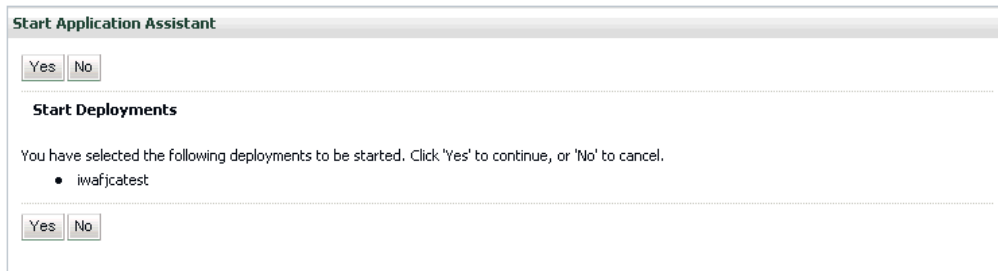 Start Application Assistant
Yes No
Start Deployments
You have selected the following deployments to be started. Click 'Yes' to continue, or 'No' to cancel.
• iwafjcatest
Yes No